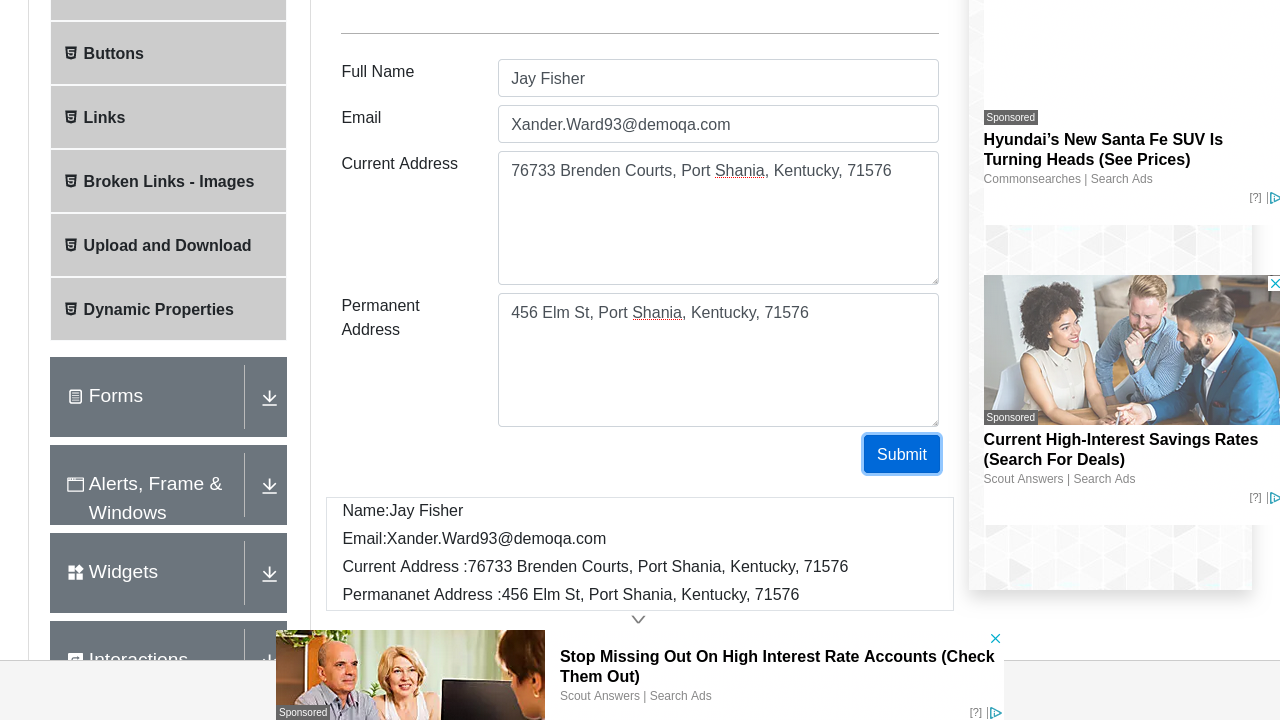 Buttons
Links
Broken Links - Images
Upload and Download
Dynamic Properties
Forms
Alerts, Frame &
Windows
Widgets
Interactions
Full Name
Jay Fisher
Email
Xander.Ward93@demoqa.com
Current Address
76733 Brenden Courts, Port Shania, Kentucky, 71576
Permanent
Address
456 Elm St, Port Shania, Kentucky, 71576
Submit
Name:Jay Fisher
Email:Xander.Ward93@demoqa.com
Current Address :76733 Brenden Courts, Port Shania, Kentucky, 71576
Permananet Address :456 Elm St, Port Shania, Kentucky, 71576
Sponsored
Hyundai’s New Santa Fe SUV Is
Turning Heads (See Prices)
Commonsearches | Search Ads
[?]
Sponsored
Current High-Interest Savings Rates
(Search For Deals)
Scout Answers | Search Ads
[?]
Sponsored
Stop Missing Out On High Interest Rate Accounts (Check
Them Out)
Scout Answers | Search Ads
[?]